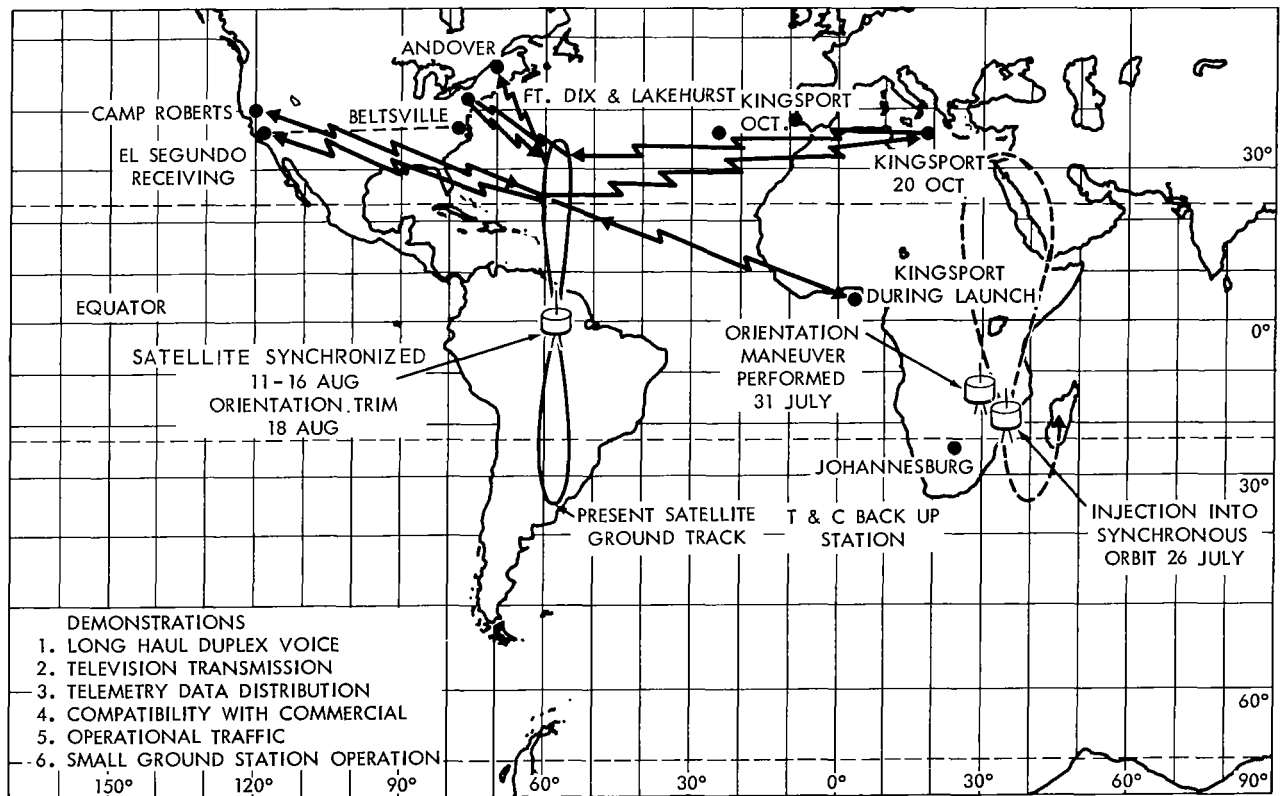 ANDOVER
FT. DIX & LAKEHURST
KINGSPORT
OCT.
CAMP ROBERTS
BELTSVILLE
EL SEGUNDO
RECEIVING
KINGSPORT
20 OCT
30°
KINGSPORT
DURING LAUNCH
EQUATOR
0°
SATELLITE SYNCHRONIZED
11-16 AUG
ORIENTATION.TRIM
18 AUG
ORIENTATION
MANEUVER
PERFORMED
31 JULY
JOHANNESBURG
30°
PRESENT SATELLITE
GROUND TRACK
T & C BACK UP
STATION
INJECTION INTO
SYNCHRONOUS
ORBIT 26 JULY
DEMONSTRATIONS
1. LONG HAUL DUPLEX VOICE
2. TELEVISION TRANSMISSION
3. TELEMETRY DATA DISTRIBUTION
4. COMPATIBILITY WITH COMMERCIAL
5. OPERATIONAL TRAFFIC
6. SMALL GROUND STATION OPERATION
60°
150° 120° 90° 60° 30° 0° 30° 60° 90°